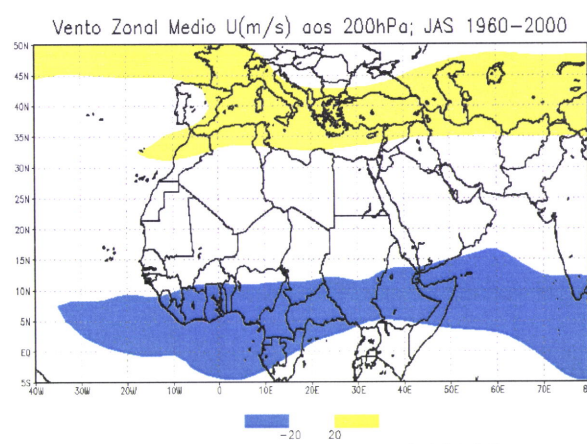 Vento Zonal Medio U(m/s) aos 200hPa; JAS 1960-2000
50N
45N
40N
35N
30N
25N
20N
15N
10N
5N
EQ
5S
40W 30W 20W 10W 0 10E 20E 30E 40E 50E 60E 70E 80E
-20 20